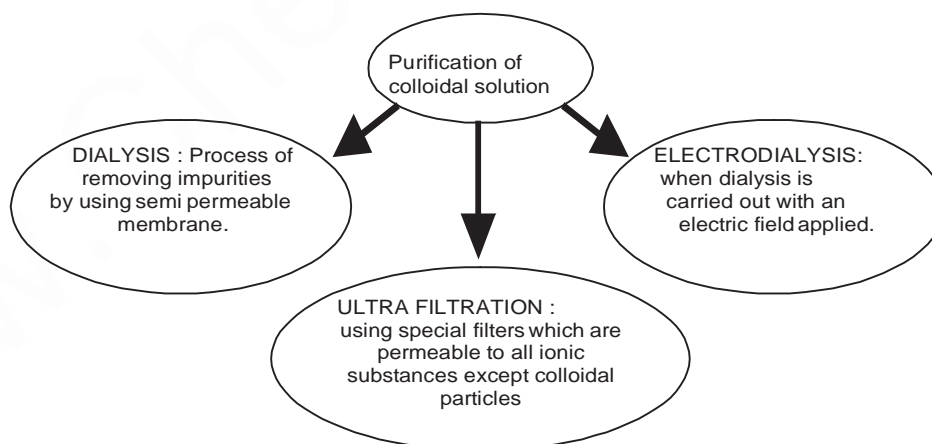 Purification of
colloidal solution
DIALYSIS : Process of
removing impurities
by using semi permeable
membrane.
ELECTRODIALYSIS:
when dialysis is
carried out with an
electric field applied.
ULTRA FILTRATION :
using special filters which are
permeable to all ionic
substances except colloidal
particles